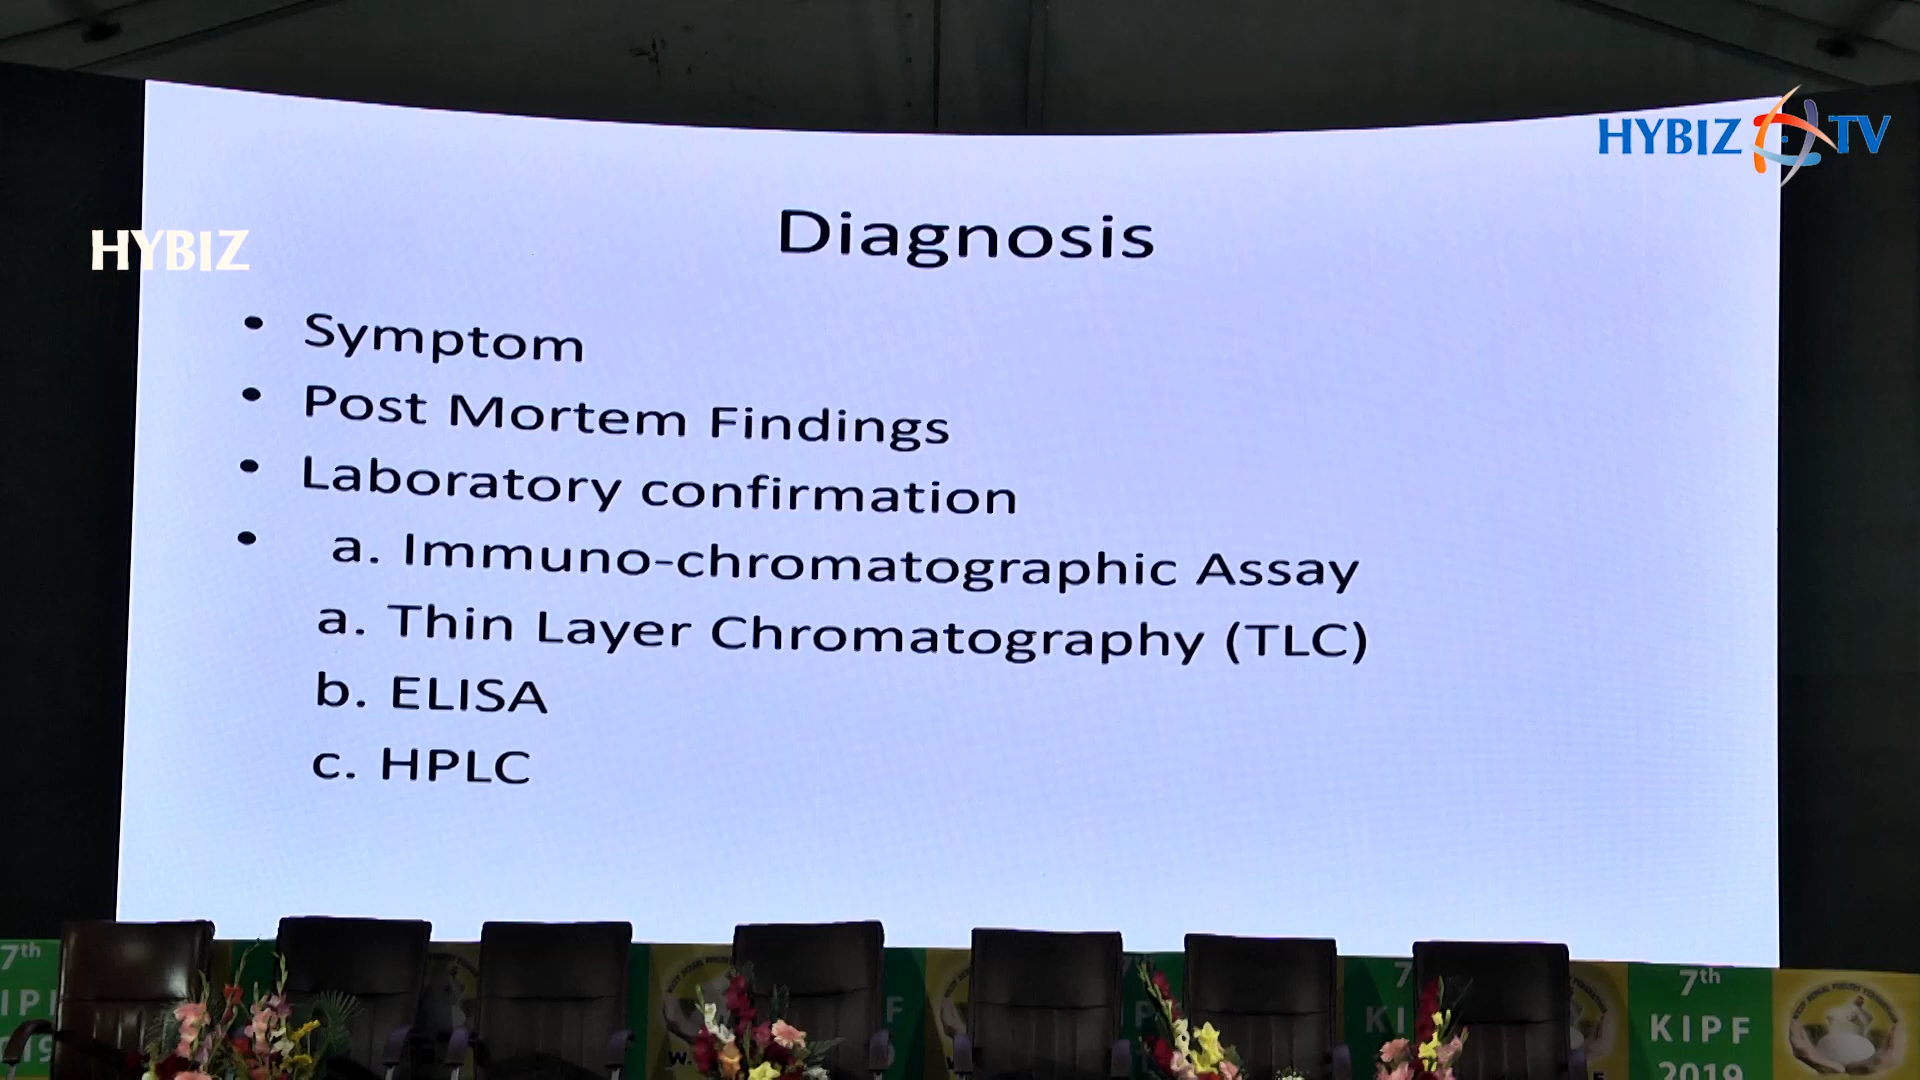 HYBIZ TV
HYBIZ
Diagnosis
• Symptom
• Post Mortem Findings
• Laboratory confirmation
• a. Immuno-chromatographic Assay
a. Thin Layer Chromatography (TLC)
b. ELISA
c. HPLC
7th
7th
KIPF
2019